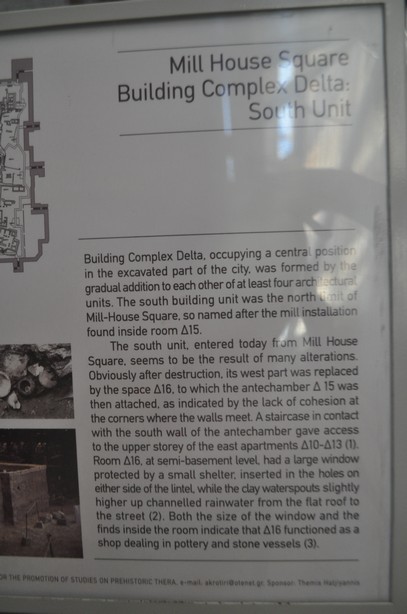 Mill House Square
Building Complex Delta:
South Unit
Building Complex Delta, occupying a central position
in the excavated part of the city, was formed by the
gradual addition to each other of at least four architectural
units. The south building unit was the north limit of
Mill-House Square, so named after the mill installation
found inside room Δ15.
The south unit, entered today from Mill House
Square, seems to be the result of many alterations.
Obviously after destruction, its west part was replaced
by the space Δ16, to which the antechamber Δ 15 was
then attached, as indicated by the lack of cohesion at
the corners where the walls meet. A staircase in contact
with the south wall of the antechamber gave access
to the upper storey of the east apartments Δ10-Δ13 (1).
Room Δ16, at semi-basement level, had a large window
protected by a small shelter, inserted in the holes on
either side of the lintel, while the clay waterspouts slightly
higher up channelled rainwater from the flat roof to
the street (2). Both the size of the window and the
finds inside the room indicate that Δ16 functioned as a
shop dealing in pottery and stone vessels (3).
OR THE PROMOTION OF STUDIES ON PREHISTORIC THERA, e-mail. akrotiri@otenet.gr Sponsor: Themis Haljiyannis